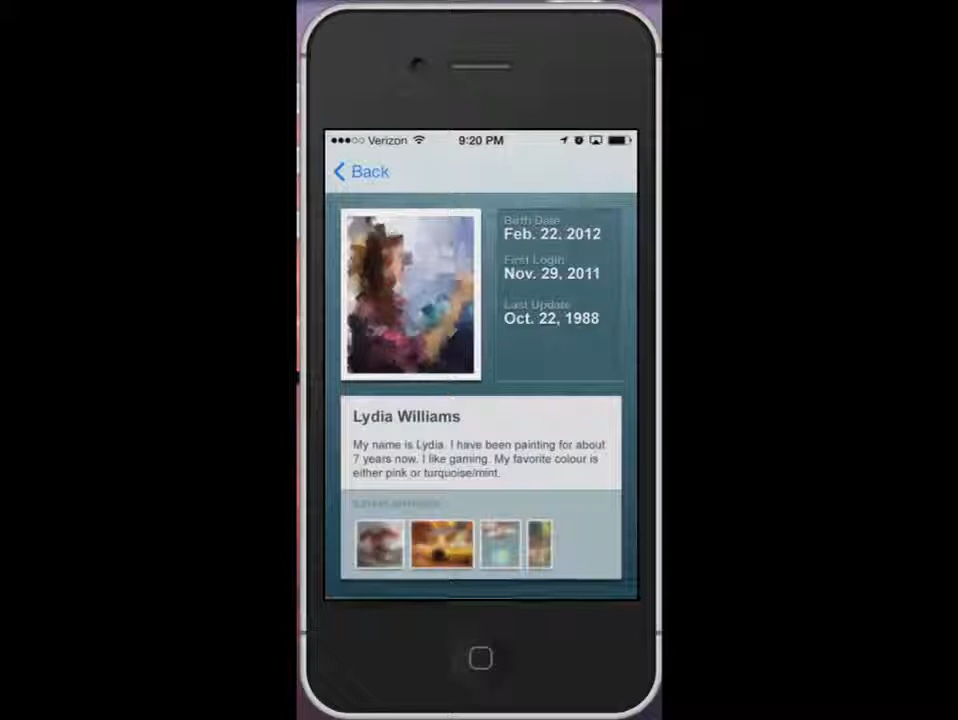 Verizon
9:20 PM
Back
Birth Date
Feb. 22, 2012
First Login
Nov. 29, 2011
Last Update
Oct. 22, 1988
Lydia Williams
My name is Lydia. I have been painting for about
7 years now. I like gaming. My favorite colour is
either pink or turquoise/mint.